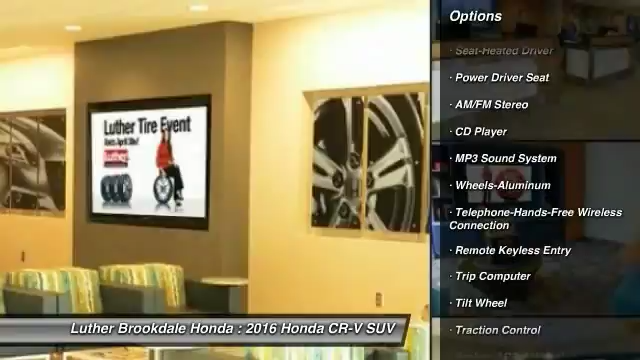 Options
· Seat-Heated Driver
· Power Driver Seat
· AM/FM Stereo
· CD Player
· MP3 Sound System
· Wheels-Aluminum
· Telephone-Hands-Free Wireless
Connection
· Remote Keyless Entry
· Trip Computer
· Tilt Wheel
· Traction Control
Luther Tire Event
Luther
Luther Brookdale Honda : 2016 Honda CR-V SUV